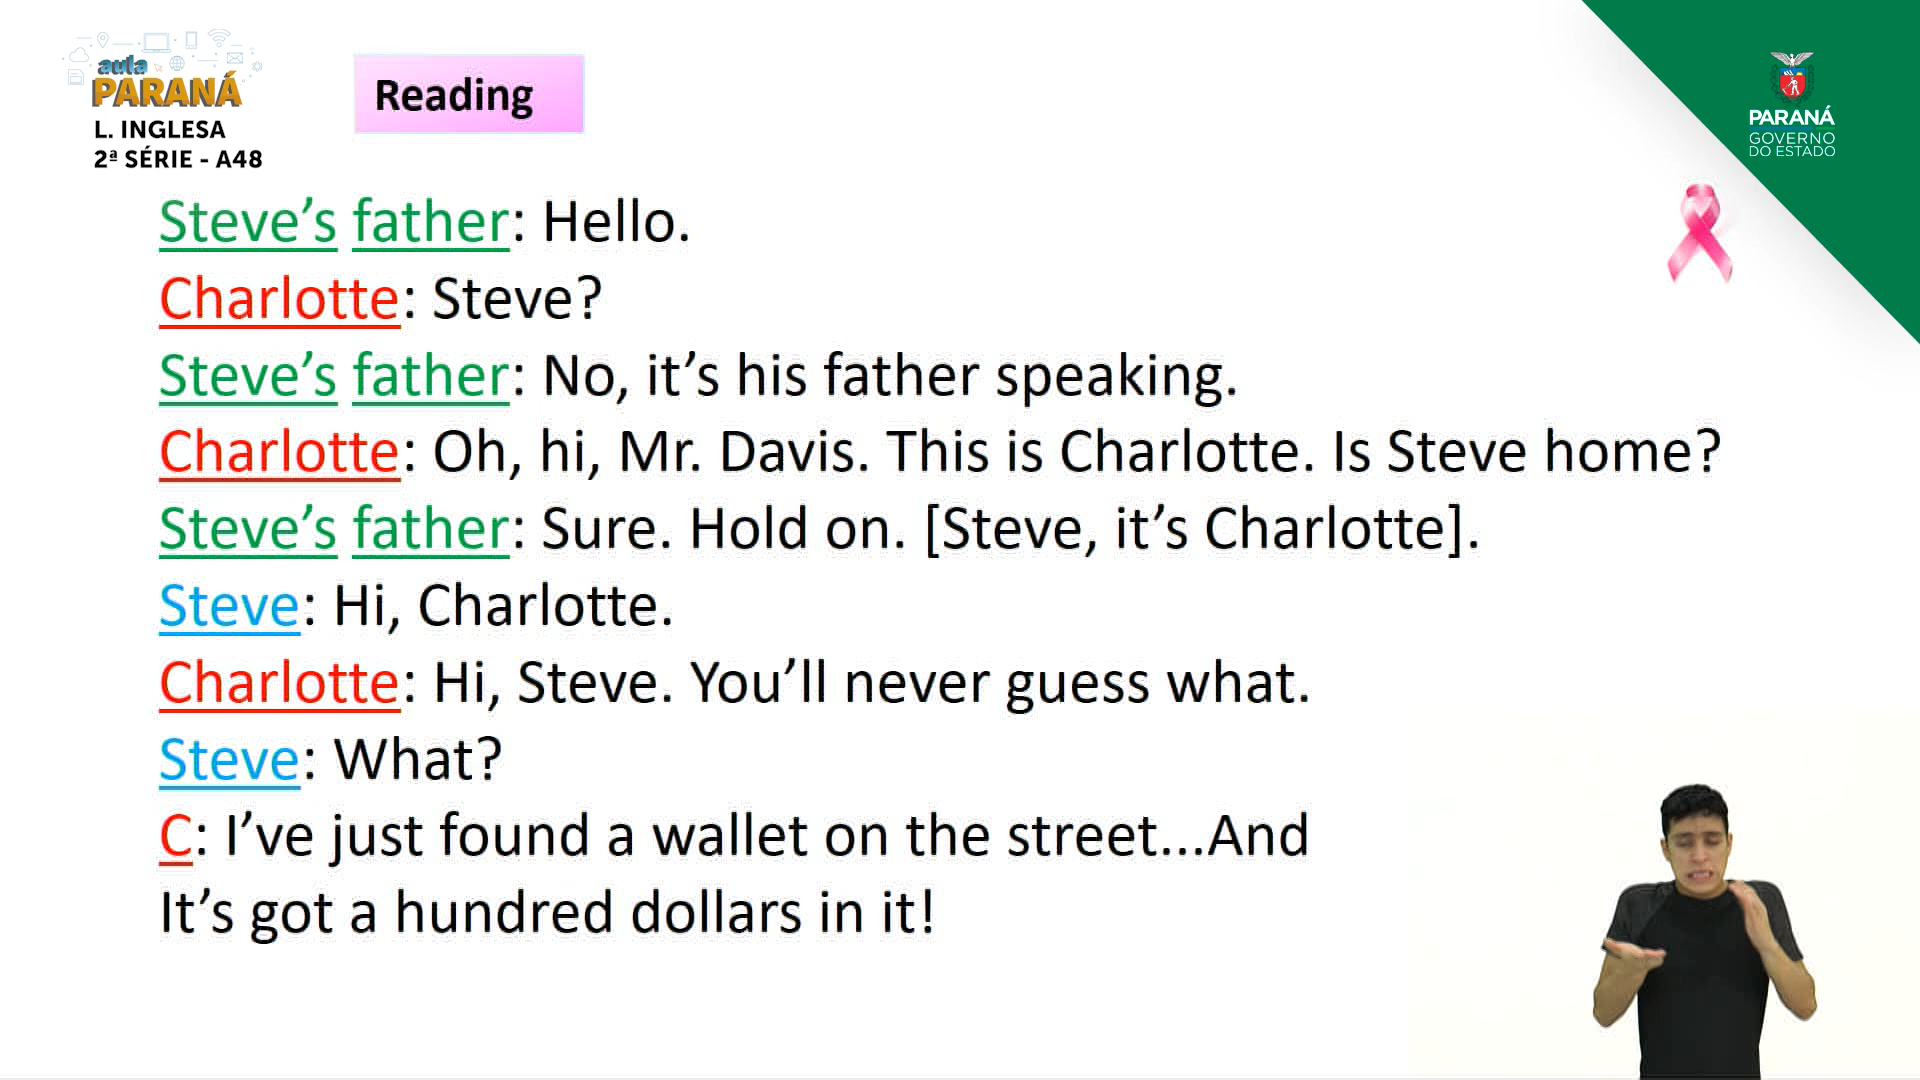 aula
PARANÁ
L. INGLESA
2ª SÉRIE - A48
Reading
PARANÁ
GOVERNO
DO ESTADO
Steve’s father: Hello.
Charlotte: Steve?
Steve’s father: No, it’s his father speaking.
Charlotte: Oh, hi, Mr. Davis. This is Charlotte. Is Steve home?
Steve’s father: Sure. Hold on. [Steve, it’s Charlotte].
Steve: Hi, Charlotte.
Charlotte: Hi, Steve. You’ll never guess what.
Steve: What?
C: I’ve just found a wallet on the street...And
It’s got a hundred dollars in it!